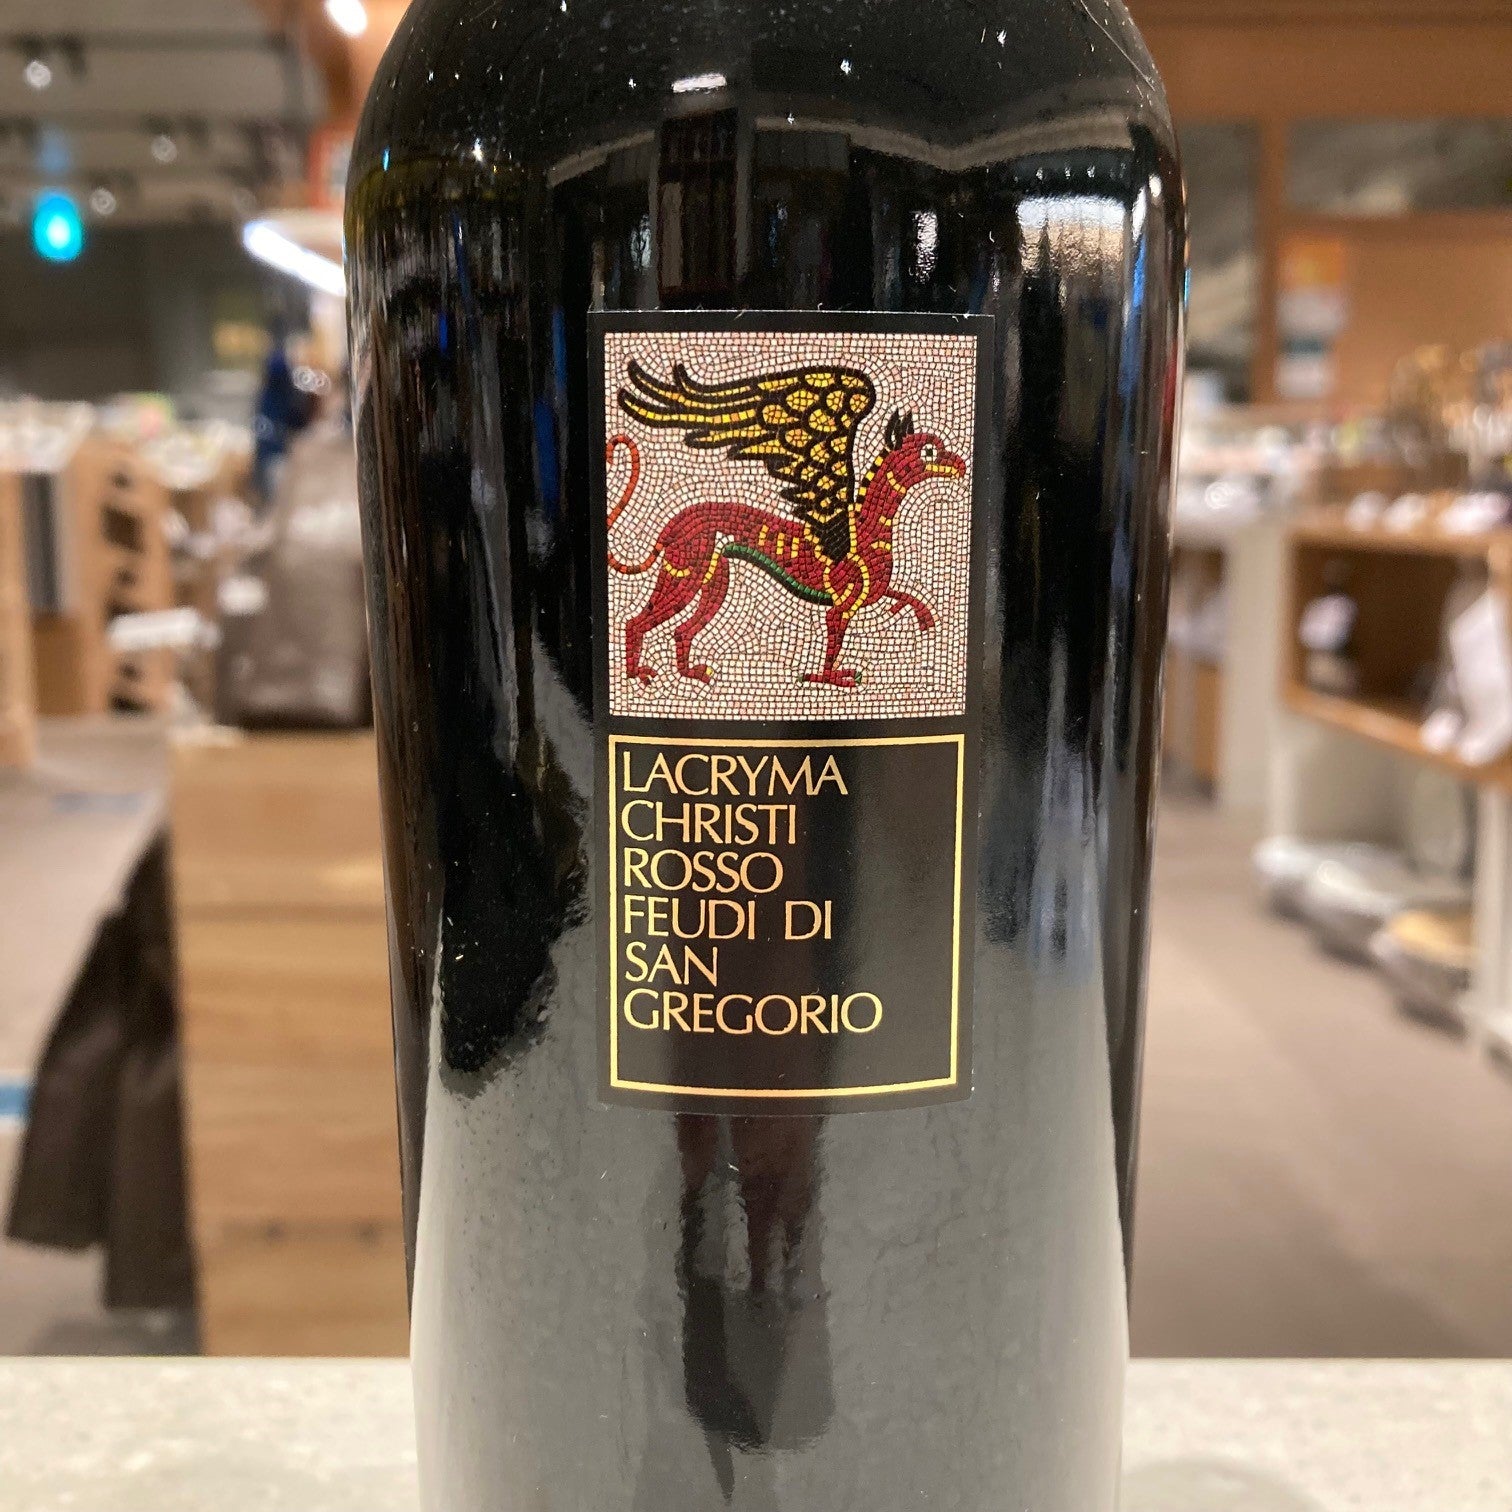 LACRYMA
CHRISTI
ROSSO
FEUDI DI
SAN
GREGORIO